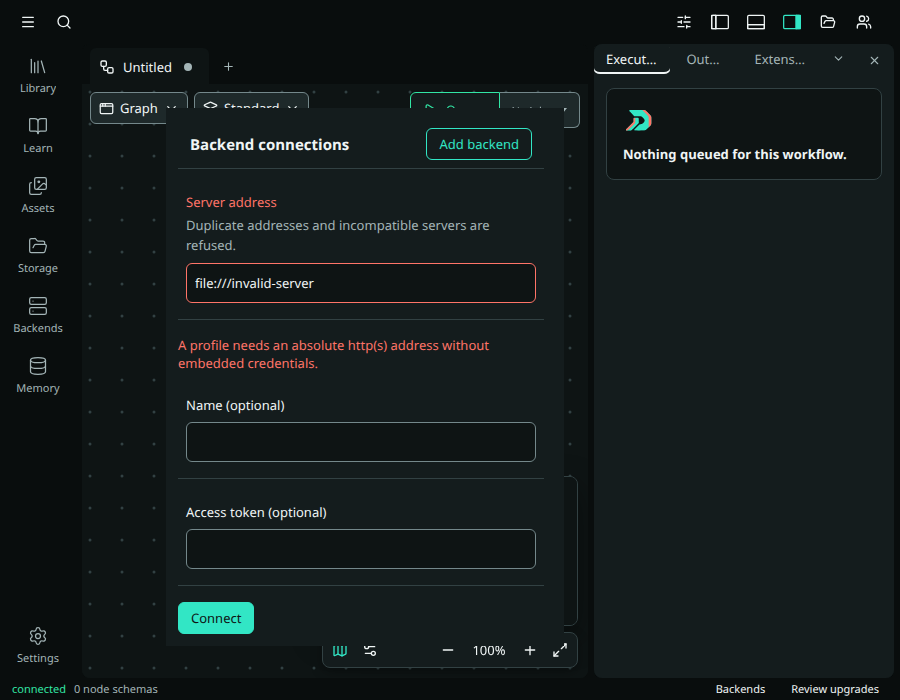 Untitled
Execut...
Out...
Extens...
Library
Learn
Assets
Storage
Backends
Memory
Settings
Graph
Standard
Nothing queued for this workflow.
Backend connections
Add backend
Server address
Duplicate addresses and incompatible servers are
refused.
file:///invalid-server
A profile needs an absolute http(s) address without
embedded credentials.
Name (optional)
Access token (optional)
Connect
100%
connected
0 node schemas
Backends
Review upgrades